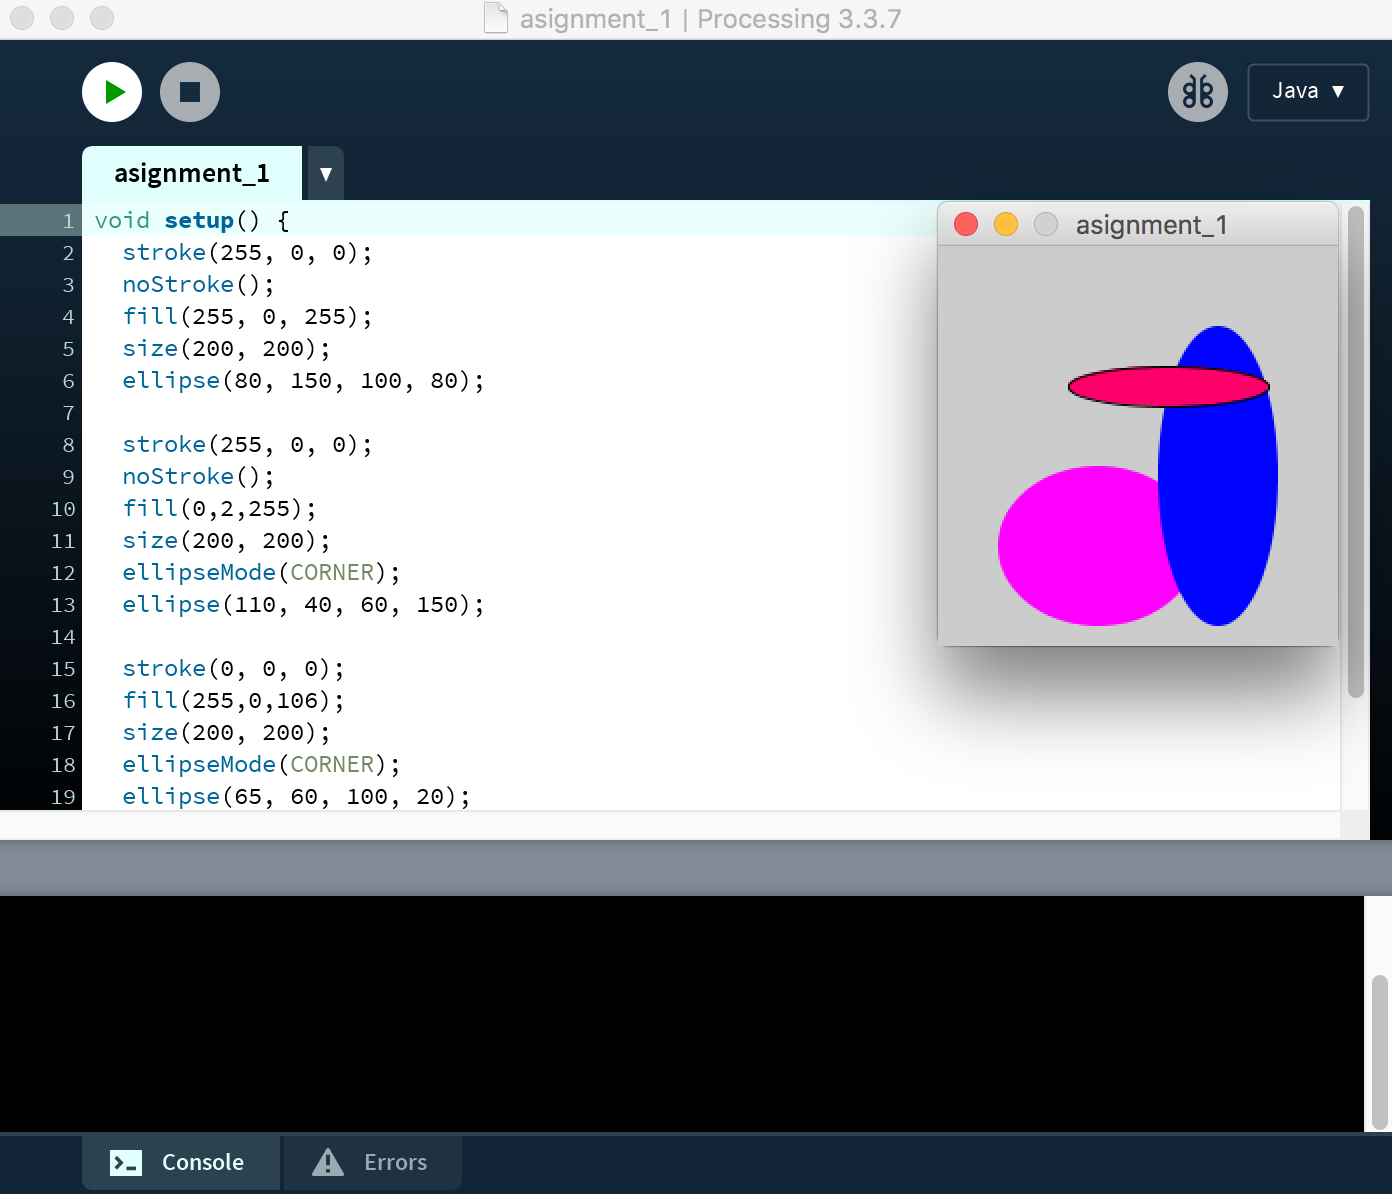 asignment_1 | Processing 3.3.7
Java ▼
asignment_1 ▼
1 void setup() {
2 stroke(255, 0, 0);
3 noStroke();
4 fill(255, 0, 255);
5 size(200, 200);
6 ellipse(80, 150, 100, 80);
7
8 stroke(255, 0, 0);
9 noStroke();
10 fill(0,2,255);
11 size(200, 200);
12 ellipseMode(CORNER);
13 ellipse(110, 40, 60, 150);
14
15 stroke(0, 0, 0);
16 fill(255,0,106);
17 size(200, 200);
18 ellipseMode(CORNER);
19 ellipse(65, 60, 100, 20);
asignment_1
Console Errors